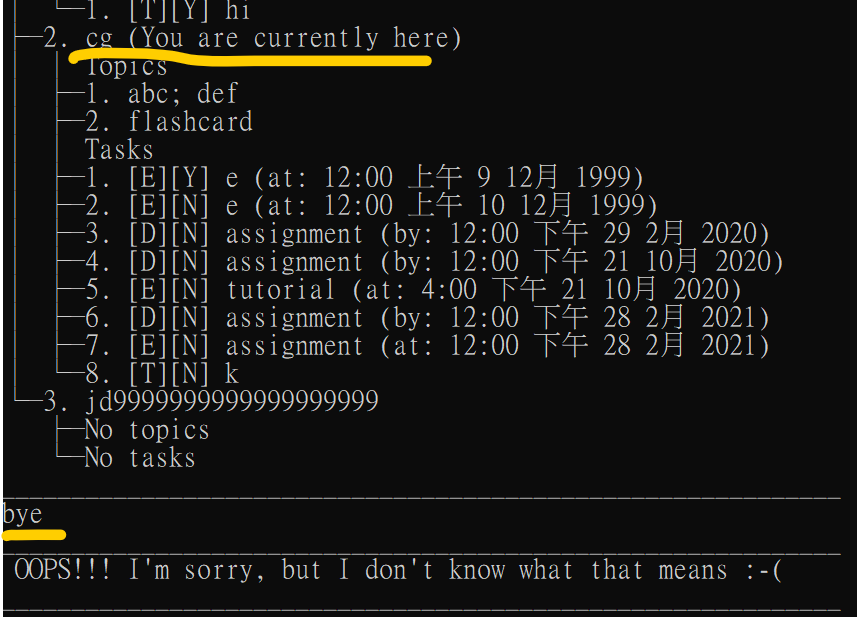 1. [T][Y] hi
2. cg (You are currently here)
Topics
1. abc; def
2. flashcard
Tasks
1. [E][Y] e (at: 12:00 上午 9 12月 1999)
2. [E][N] e (at: 12:00 上午 10 12月 1999)
3. [D][N] assignment (by: 12:00 下午 29 2月 2020)
4. [D][N] assignment (by: 12:00 下午 21 10月 2020)
5. [E][N] tutorial (at: 4:00 下午 21 10月 2020)
6. [D][N] assignment (by: 12:00 下午 28 2月 2021)
7. [E][N] assignment (at: 12:00 下午 28 2月 2021)
8. [T][N] k
3. jd9999999999999999999
No topics
No tasks
bye
OOPS!!! I'm sorry, but I don't know what that means :-(